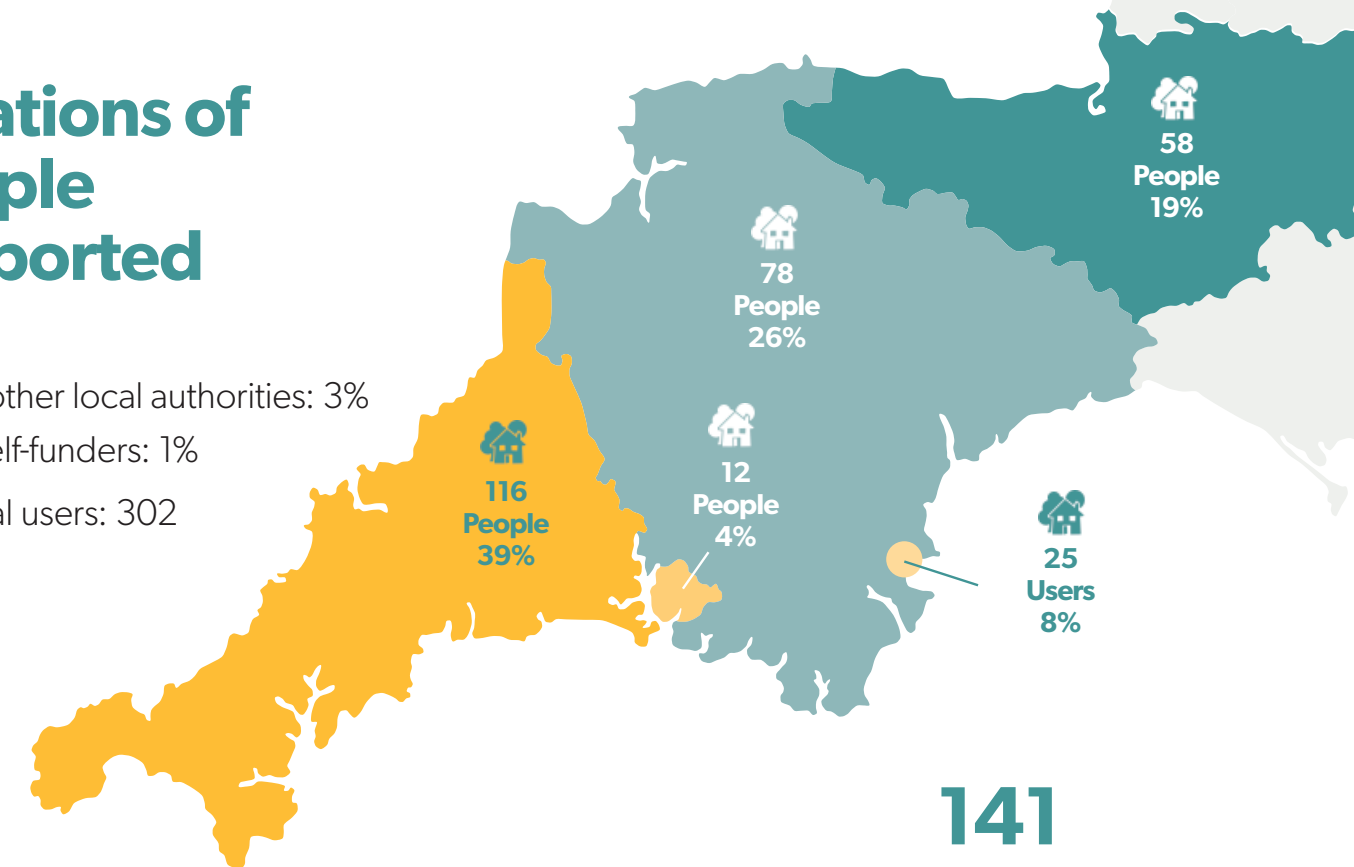 ations of
ple
ported
other local authorities: 3%
elf-funders: 1%
al users: 302
58
People
19%
78
People
26%
12
People
4%
116
People
39%
25
Users
8%
141